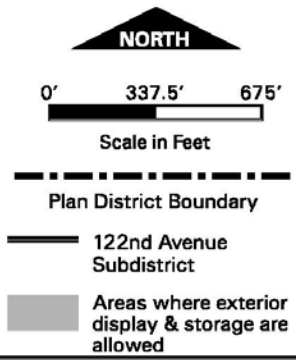 NORTH
0' 337.5' 675'
Scale in Feet
Plan District Boundary
122nd Avenue
Subdistrict
Areas where exterior
display & storage are
allowed